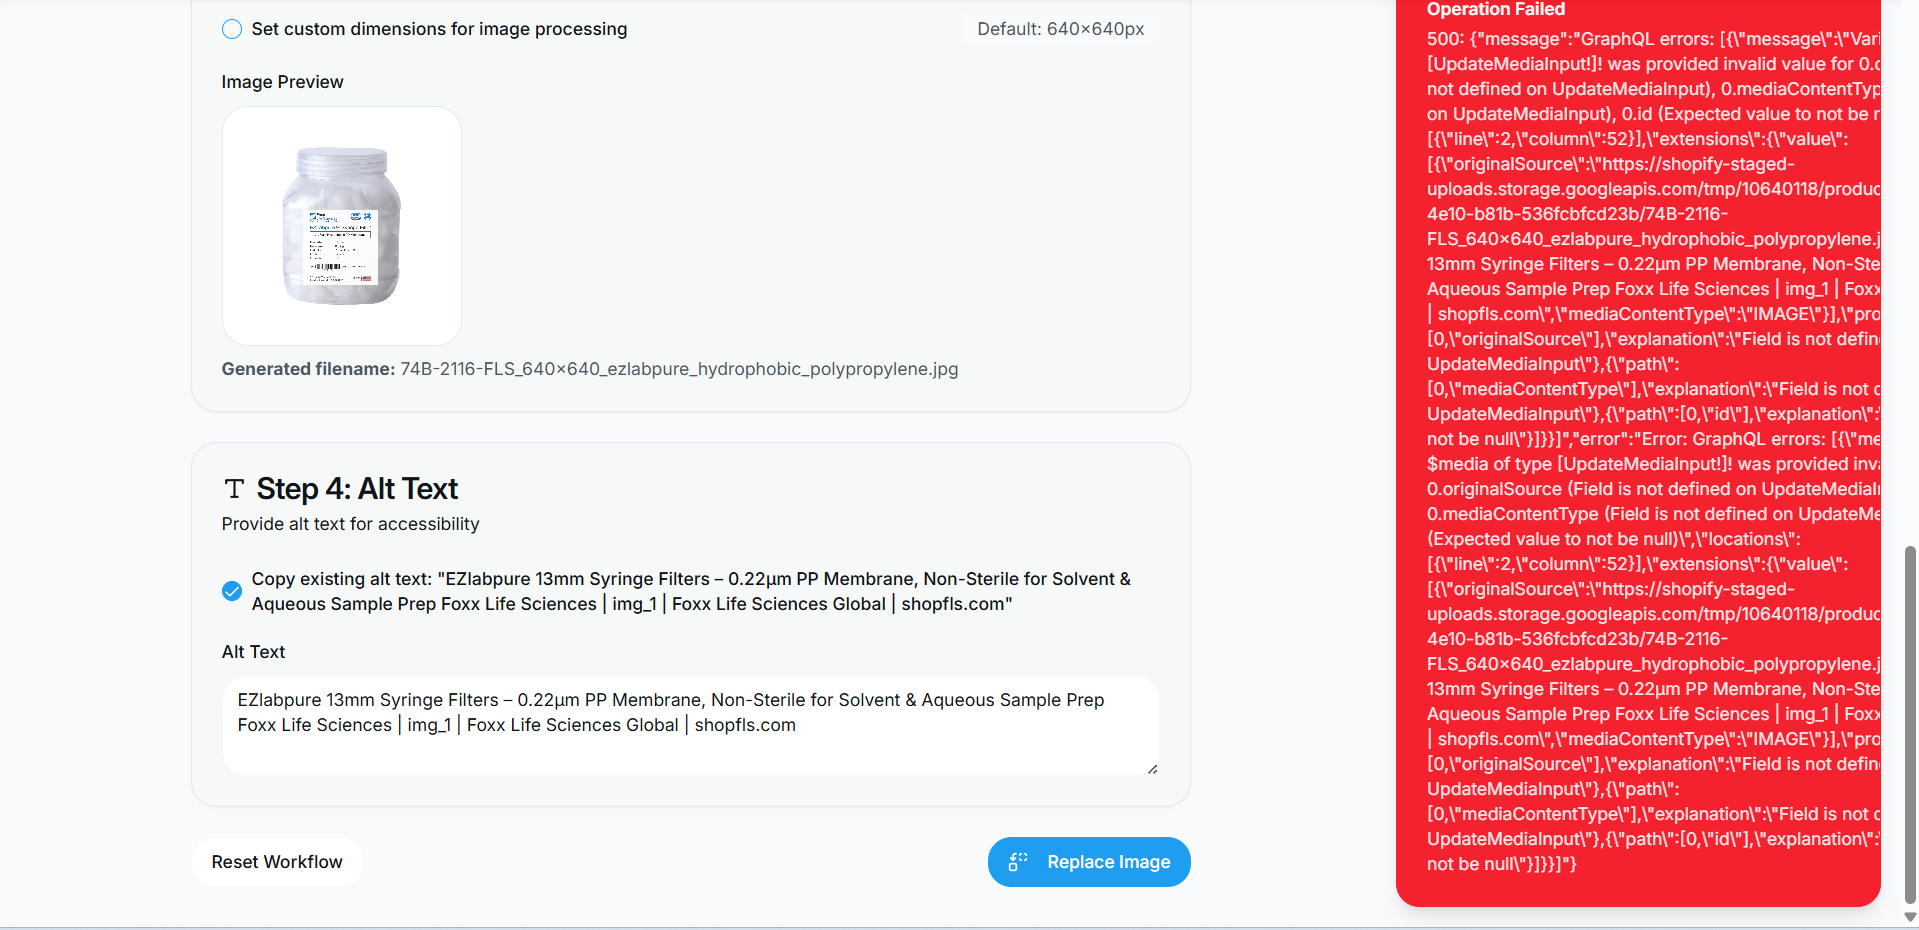 Set custom dimensions for image processing
Default: 640×640px
Image Preview
Generated filename: 74B-2116-FLS_640×640_ezlabpure_hydrophobic_polypropylene.jpg
Step 4: Alt Text
Provide alt text for accessibility
Copy existing alt text: "EZlabpure 13mm Syringe Filters – 0.22μm PP Membrane, Non-Sterile for Solvent &
Aqueous Sample Prep Foxx Life Sciences | img_1 | Foxx Life Sciences Global | shopfls.com"
Alt Text
EZlabpure 13mm Syringe Filters – 0.22μm PP Membrane, Non-Sterile for Solvent & Aqueous Sample Prep
Foxx Life Sciences | img_1 | Foxx Life Sciences Global | shopfls.com
Reset Workflow
Replace Image
Operation Failed
500: {"message":"GraphQL errors: [{\"message\":\"Vari
[UpdateMediaInput!]! was provided invalid value for 0.
not defined on UpdateMediaInput), 0.mediaContentTyp
on UpdateMediaInput), 0.id (Expected value to not be
[{\"line\":2,\"column\":52}],\"extensions\":{\"value\":
[{\"originalSource\":\"https://shopify-staged-
uploads.storage.googleapis.com/tmp/10640118/produc
4e10-b81b-536fcbfcd23b/74B-2116-
FLS_640×640_ezlabpure_hydrophobic_polypropylene.j
13mm Syringe Filters – 0.22μm PP Membrane, Non-Ste
Aqueous Sample Prep Foxx Life Sciences | img_1 | Foxx
| shopfls.com\",\"mediaContentType\":\"IMAGE\"}],\"pro
[0,\"originalSource\"],\"explanation\":\"Field is not defin
UpdateMediaInput\"},{\"path\":
[0,\"mediaContentType\"],\"explanation\":\"Field is not
UpdateMediaInput\"},{\"path\":[0,\"id\"],\"explanation\":
not be null\"}]}}]","error":"Error: GraphQL errors: [{\"me
$media of type [UpdateMediaInput!]! was provided inv
0.originalSource (Field is not defined on UpdateMediaI
0.mediaContentType (Field is not defined on UpdateMe
(Expected value to not be null)\",\"locations\":
[{\"line\":2,\"column\":52}],\"extensions\":{\"value\":
[{\"originalSource\":\"https://shopify-staged-
uploads.storage.googleapis.com/tmp/10640118/produc
4e10-b81b-536fcbfcd23b/74B-2116-
FLS_640×640_ezlabpure_hydrophobic_polypropylene.j
13mm Syringe Filters – 0.22μm PP Membrane, Non-Ste
Aqueous Sample Prep Foxx Life Sciences | img_1 | Foxx
| shopfls.com\",\"mediaContentType\":\"IMAGE\"}],\"pro
[0,\"originalSource\"],\"explanation\":\"Field is not defin
UpdateMediaInput\"},{\"path\":
[0,\"mediaContentType\"],\"explanation\":\"Field is not
UpdateMediaInput\"},{\"path\":[0,\"id\"],\"explanation\":
not be null\"}]}}]"}